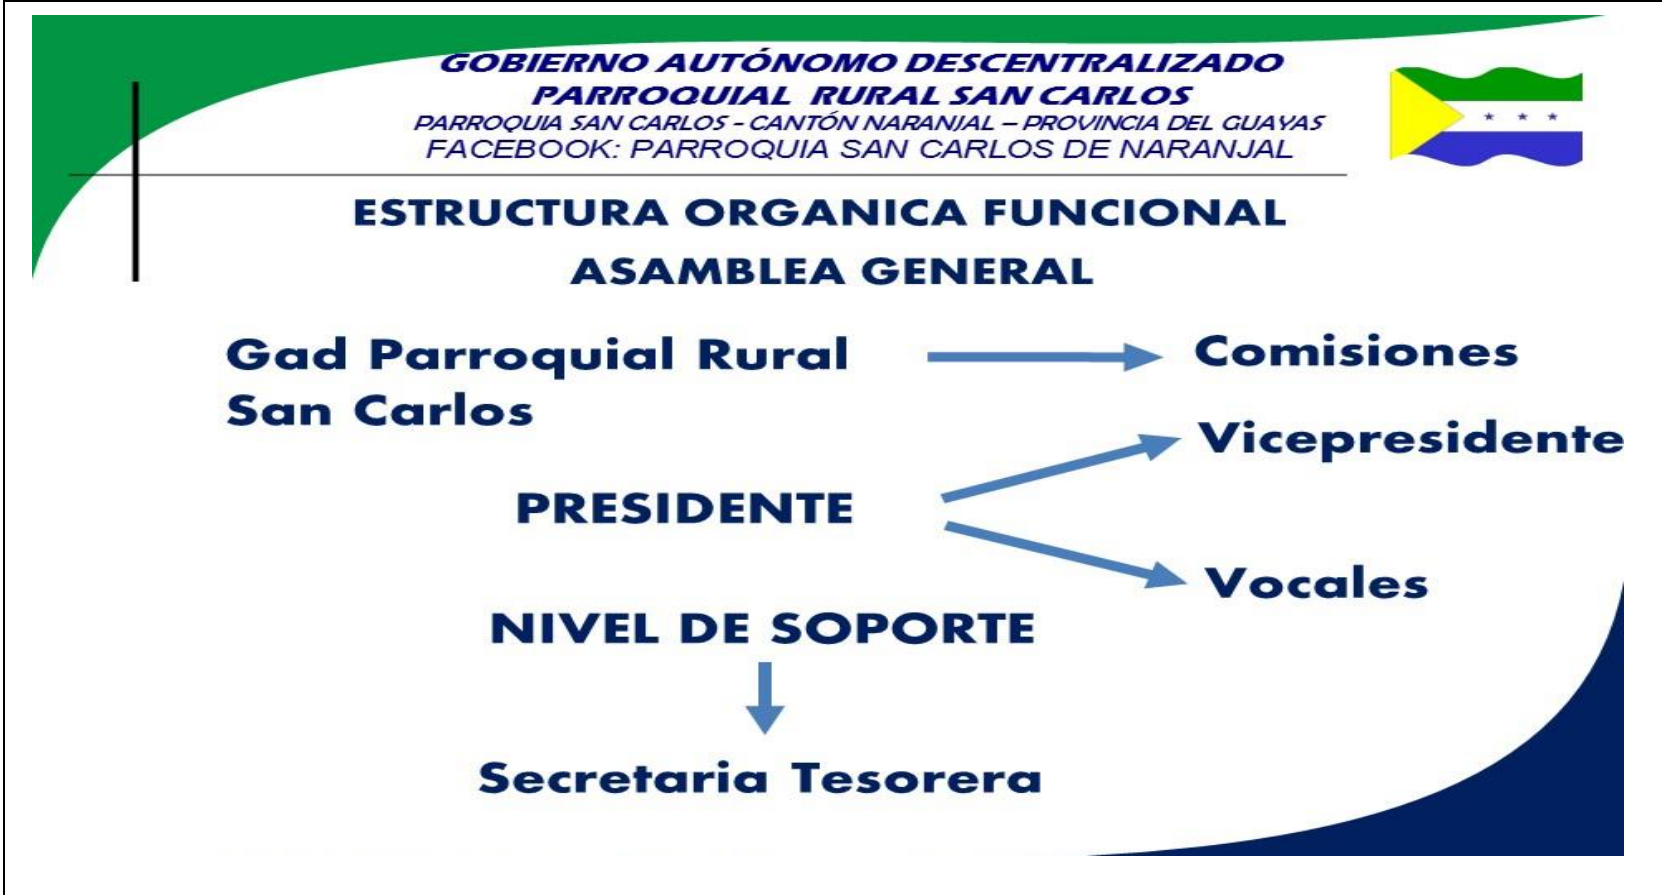 GOBIERNO AUTÓNOMO DESCENTRALIZADO
PARROQUIAL RURAL SAN CARLOS
PARROQUIA SAN CARLOS - CANTÓN NARANJAL – PROVINCIA DEL GUAYAS
FACEBOOK: PARROQUIA SAN CARLOS DE NARANJAL
ESTRUCTURA ORGANICA FUNCIONAL
ASAMBLEA GENERAL
Gad Parroquial Rural
San Carlos
Comisiones
Vicepresidente
PRESIDENTE
Vocales
NIVEL DE SOPORTE
Secretaria Tesorera